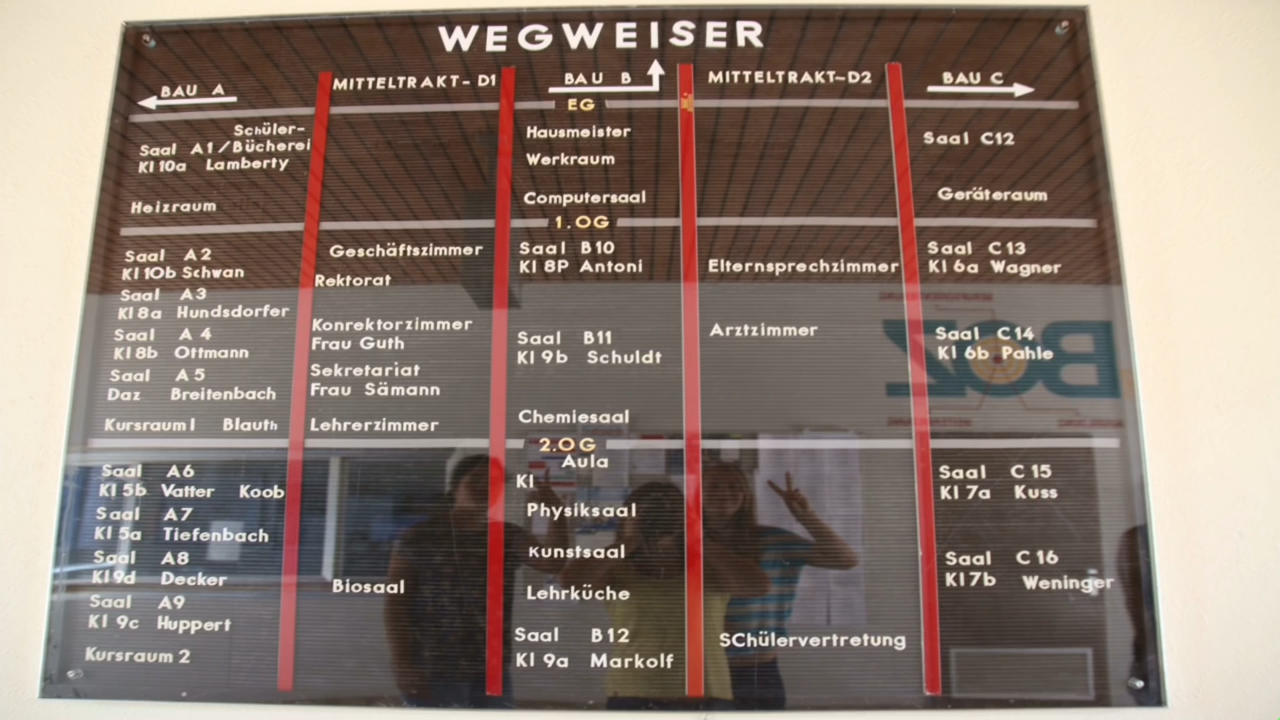 WEGWEISER
BAU A
MITTELTRAKT- D1
BAU B
MITTELTRAKT-D2
BAU C
EG
Schüler-
Saal A1/Bücherei
Kl 10a Lamberty
Heizraum
Hausmeister
Werkraum
Computersaal
Saal C12
Geräteraum
1.OG
Saal A2
Kl 10b Schwan
Saal A3
Kl 8a Hundsdorfer
Saal A4
Kl 8b Ottmann
Saal A5
Daz Breitenbach
Kursraum 1 Blauth
Geschäftszimmer
Rektorat
Konrektorzimmer
Frau Guth
Sekretariat
Frau Sämann
Lehrerzimmer
Saal B10
Kl 8P Antoni
Saal B11
Kl 9b Schuldt
Chemiesaal
Elternsprechzimmer
Arztzimmer
Saal C13
Kl 6a Wagner
Saal C14
Kl 6b Pahle
2.OG
Saal A6
Kl 5b Vatter Koob
Saal A7
Kl 5a Tiefenbach
Saal A8
Kl 9d Decker
Saal A9
Kl 9c Huppert
Kursraum 2
Biosaal
Aula
Kl
Physiksaal
Kunstsaal
Lehrküche
Saal B12
Kl 9a Markolf
SChülervertretung
Saal C15
Kl 7a Kuss
Saal C16
Kl 7b Weninger
BOZ